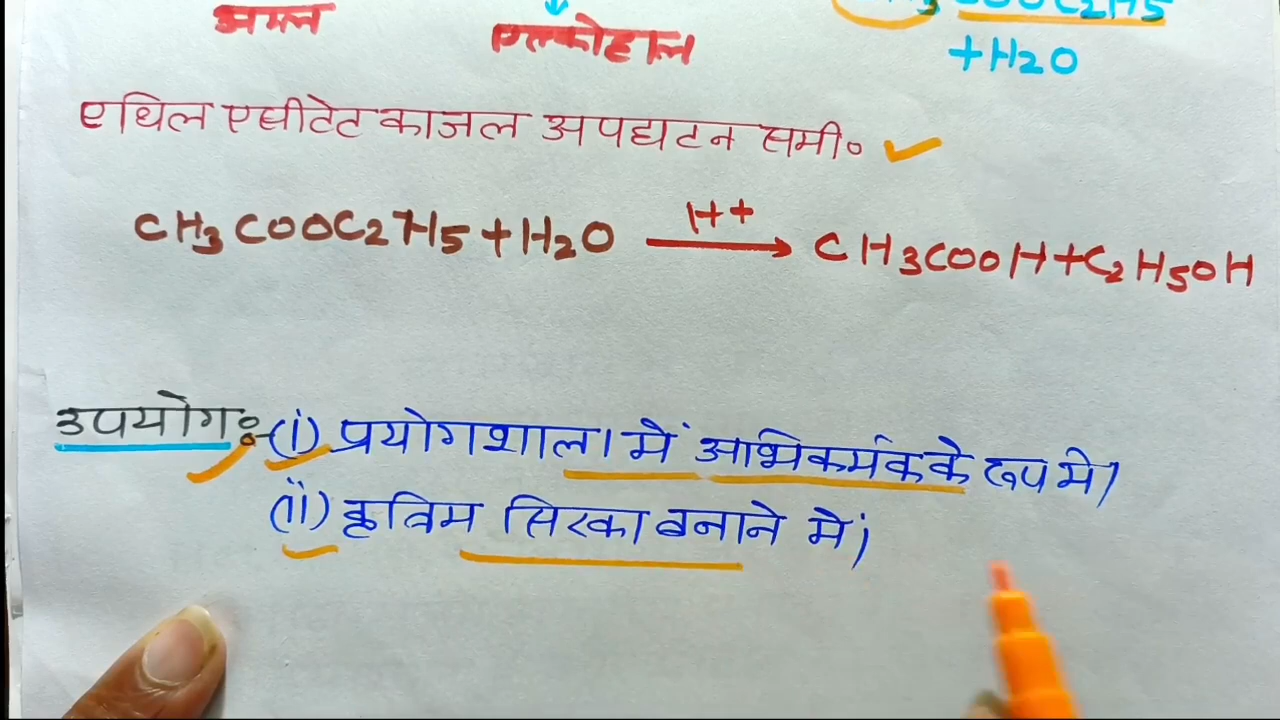 अम्ल एल्कोहाल COOC2H5
+H2O
एथिल एसीटेट का जल अपघटन समी०
CH3COOC2H5+H2O H+ CH3COOH+C2H5OH
उपयोग:-(i) प्रयोगशाला में अभिकर्मक के रूप में।
(ii) कृत्रिम सिरका बनाने में।